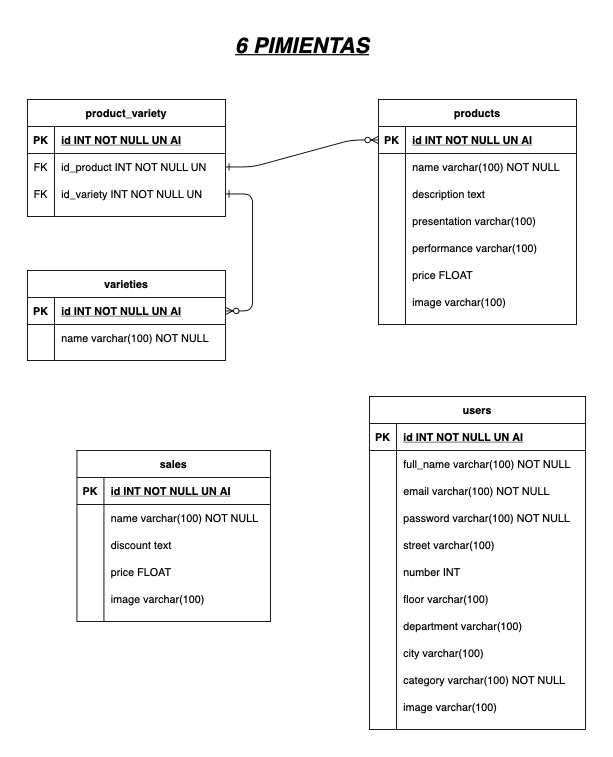 6 PIMIENTAS
product_variety
PK id INT NOT NULL UN AI
FK id_product INT NOT NULL UN
FK id_variety INT NOT NULL UN
products
PK id INT NOT NULL UN AI
name varchar(100) NOT NULL
description text
presentation varchar(100)
performance varchar(100)
price FLOAT
image varchar(100)
varieties
PK id INT NOT NULL UN AI
name varchar(100) NOT NULL
users
PK id INT NOT NULL UN AI
full_name varchar(100) NOT NULL
email varchar(100) NOT NULL
password varchar(100) NOT NULL
street varchar(100)
number INT
floor varchar(100)
department varchar(100)
city varchar(100)
category varchar(100) NOT NULL
image varchar(100)
sales
PK id INT NOT NULL UN AI
name varchar(100) NOT NULL
discount text
price FLOAT
image varchar(100)